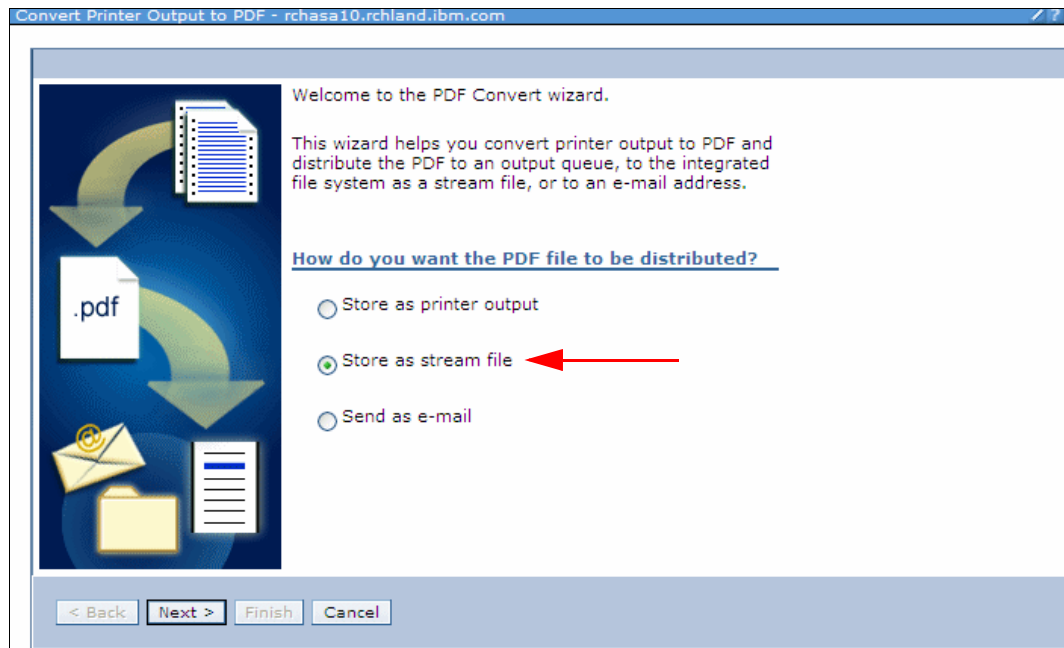 Convert Printer Output to PDF - rchasa10.rchland.ibm.com
?
Welcome to the PDF Convert wizard.
This wizard helps you convert printer output to PDF and
distribute the PDF to an output queue, to the integrated
file system as a stream file, or to an e-mail address.
How do you want the PDF file to be distributed?
.pdf
Store as printer output
Store as stream file
@
Send as e-mail
< Back Next > Finish Cancel